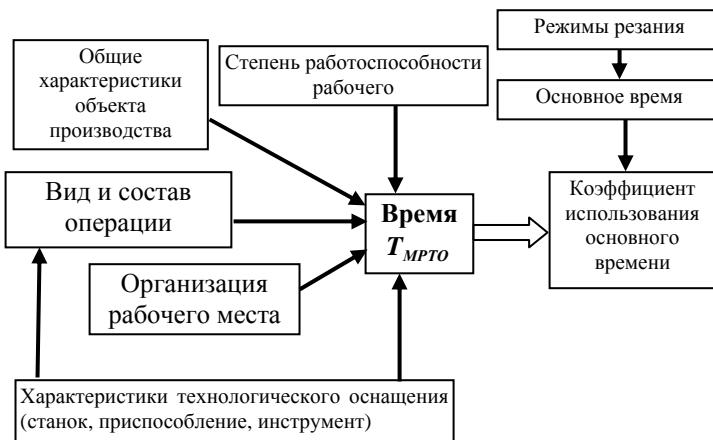 Общие
характеристики
объекта
производства
Степень работоспособности
рабочего
Режимы резания
Основное время
Вид и состав
операции
Время
T МРТО
Коэффициент
использования
основного
времени
Организация
рабочего места
Характеристики технологического оснащения
(станок, приспособление, инструмент)